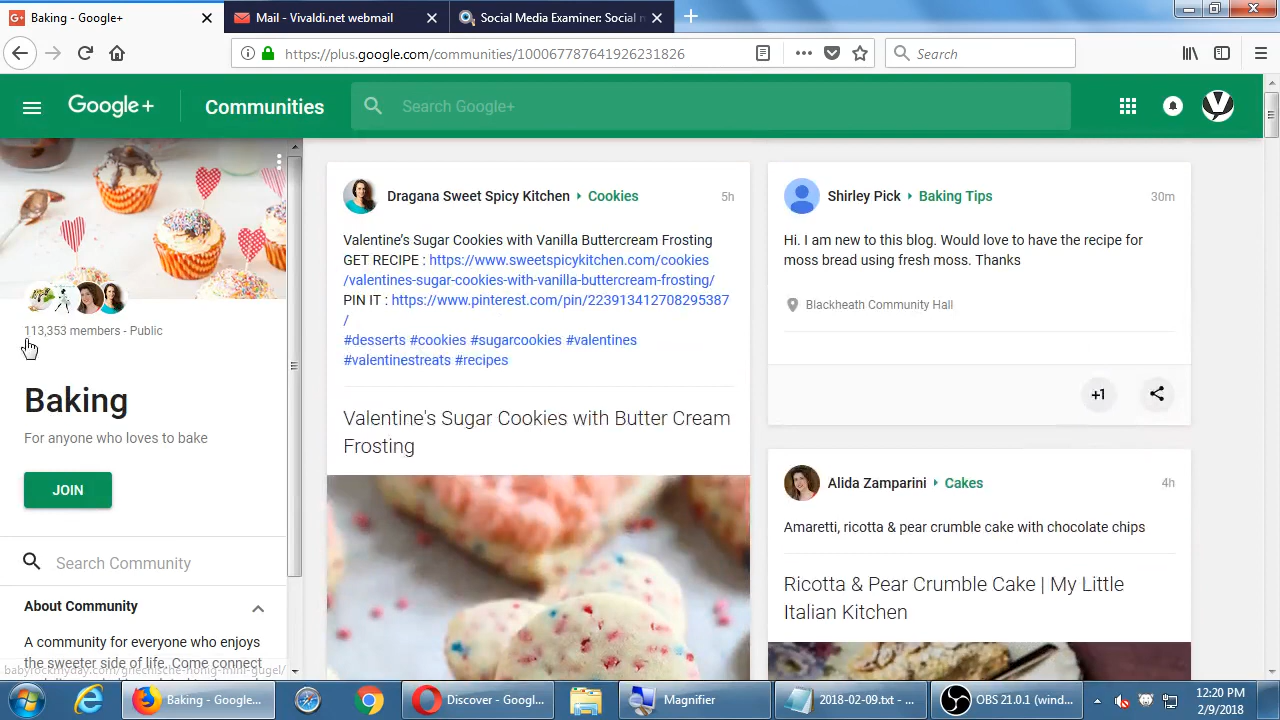 Baking - Google+
Mail - Vivaldi.net webmail
Social Media Examiner: Social m
https://plus.google.com/communities/100067787641926231826
Search
Google+
Communities
Search Google+
113,353 members - Public
Baking
For anyone who loves to bake
JOIN
Search Community
About Community
A community for everyone who enjoys
the sweeter side of life. Come connect
babyrockmyday.com/griechische-honig-mini-gugel/
Dragana Sweet Spicy Kitchen
Cookies
5h
Valentine's Sugar Cookies with Vanilla Buttercream Frosting
GET RECIPE : https://www.sweetspicykitchen.com/cookies
/valentines-sugar-cookies-with-vanilla-buttercream-frosting/
PIN IT : https://www.pinterest.com/pin/223913412708295387
/
#desserts #cookies #sugarcookies #valentines
#valentinestreats #recipes
Valentine's Sugar Cookies with Butter Cream
Frosting
Shirley Pick
Baking Tips
30m
Hi. I am new to this blog. Would love to have the recipe for
moss bread using fresh moss. Thanks
Blackheath Community Hall
+1
Alida Zamparini
Cakes
4h
Amaretti, ricotta & pear crumble cake with chocolate chips
Ricotta & Pear Crumble Cake | My Little
Italian Kitchen
Baking - Google...
Discover - Googl...
Magnifier
2018-02-09.txt - ...
OBS 21.0.1 (wind...
12:20 PM
2/9/2018